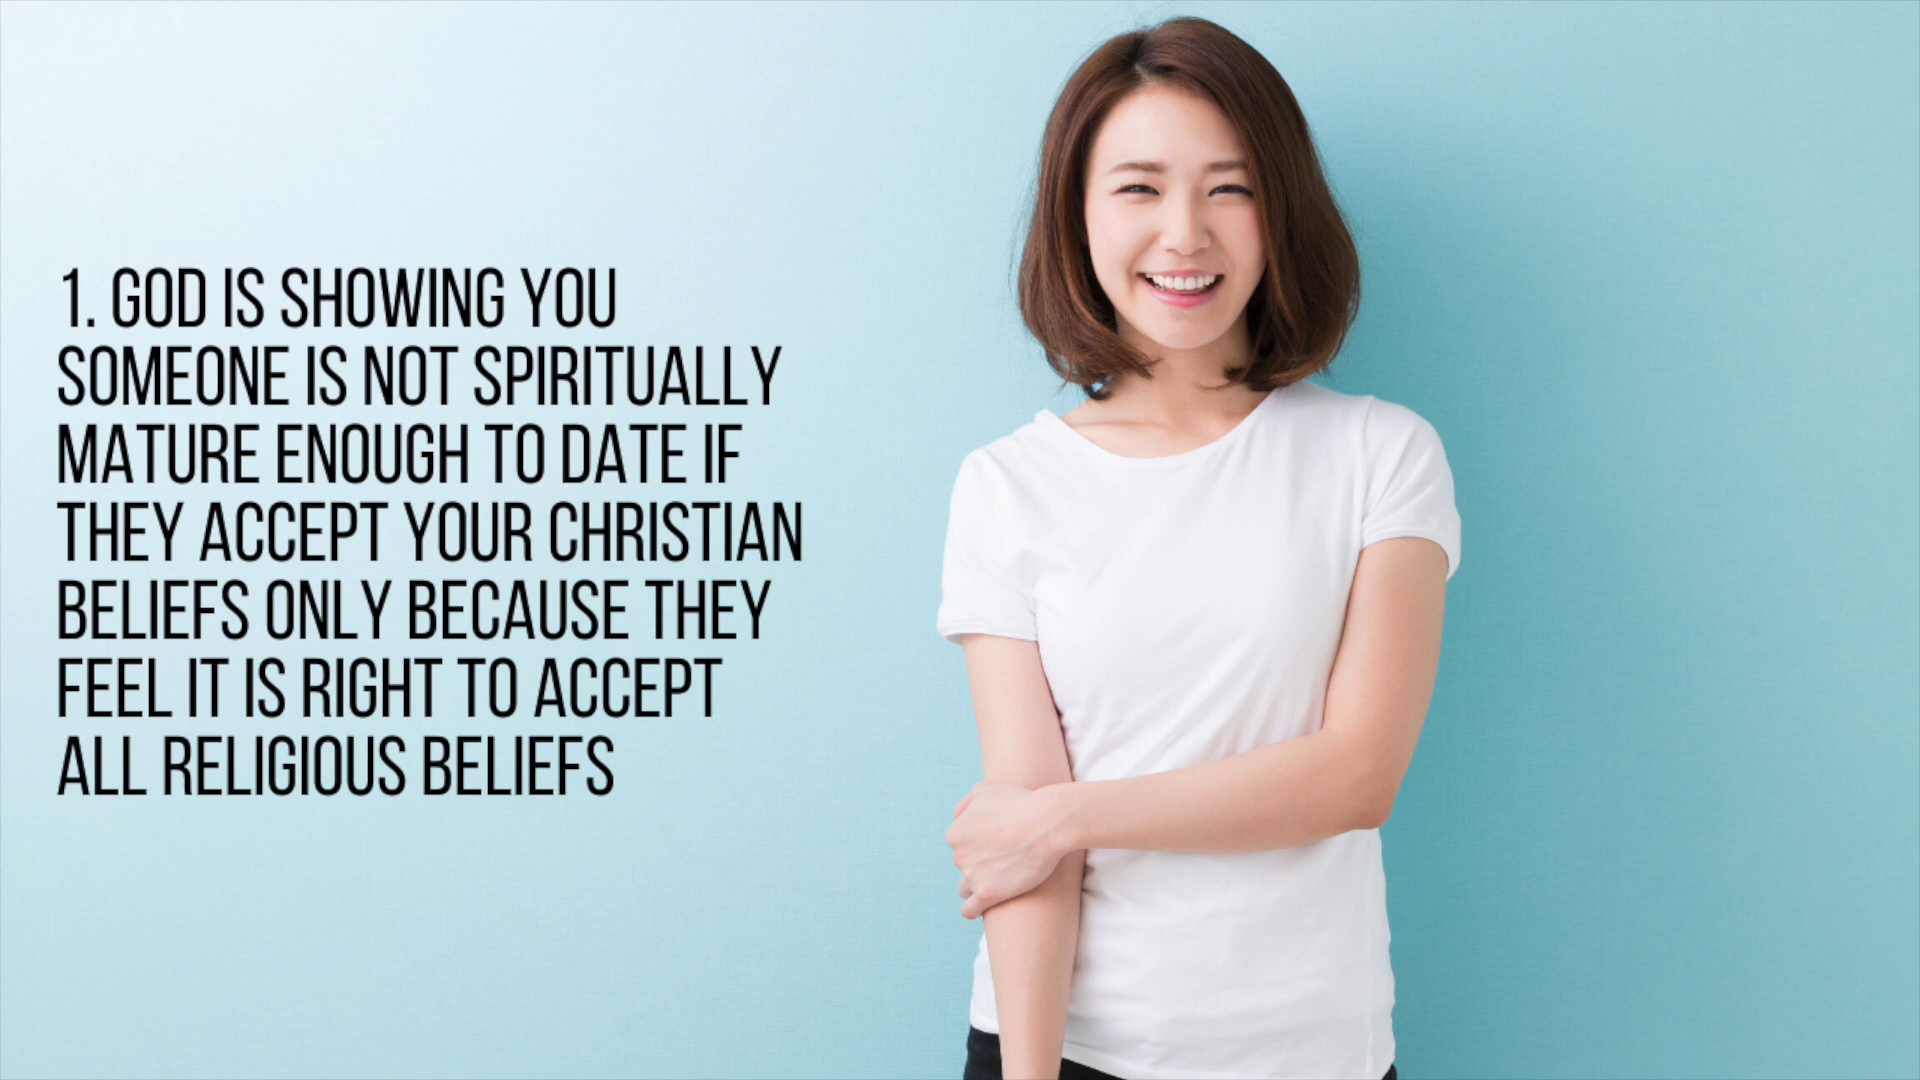 1. GOD IS SHOWING YOU
SOMEONE IS NOT SPIRITUALLY
MATURE ENOUGH TO DATE IF
THEY ACCEPT YOUR CHRISTIAN
BELIEFS ONLY BECAUSE THEY
FEEL IT IS RIGHT TO ACCEPT
ALL RELIGIOUS BELIEFS